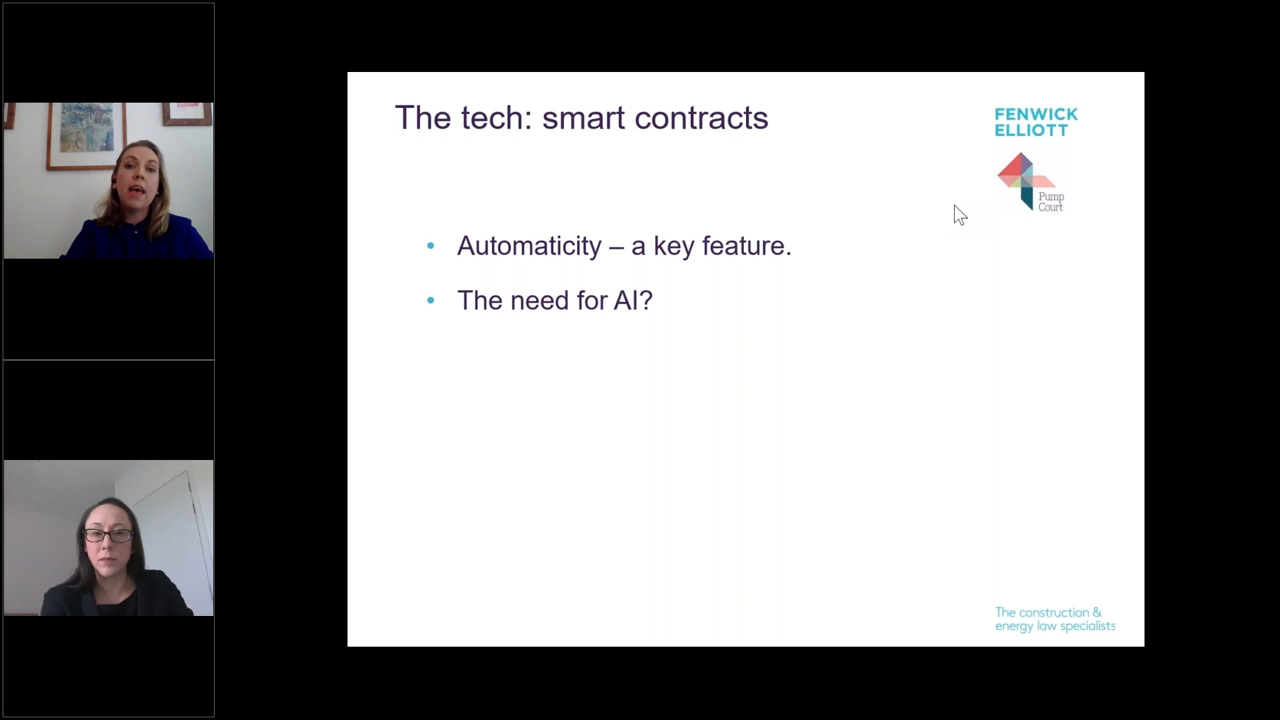 The tech: smart contracts
FENWICK
ELLIOTT
Pump
Court
• Automaticity – a key feature.
• The need for AI?
The construction &
energy law specialists